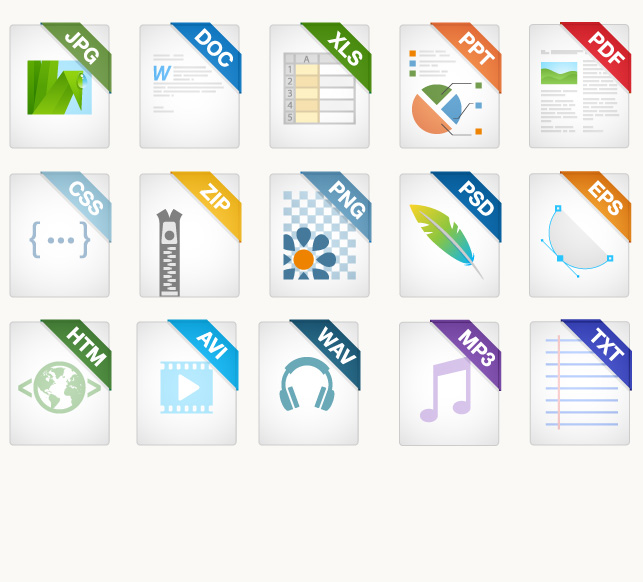 JPG
DOC
W
XLS
A
1
2
3
4
5
PPT
PDF
CSS
{...}
ZIP
PNG
PSD
EPS
HTM
< >
AVI
WAV
MP3
TXT